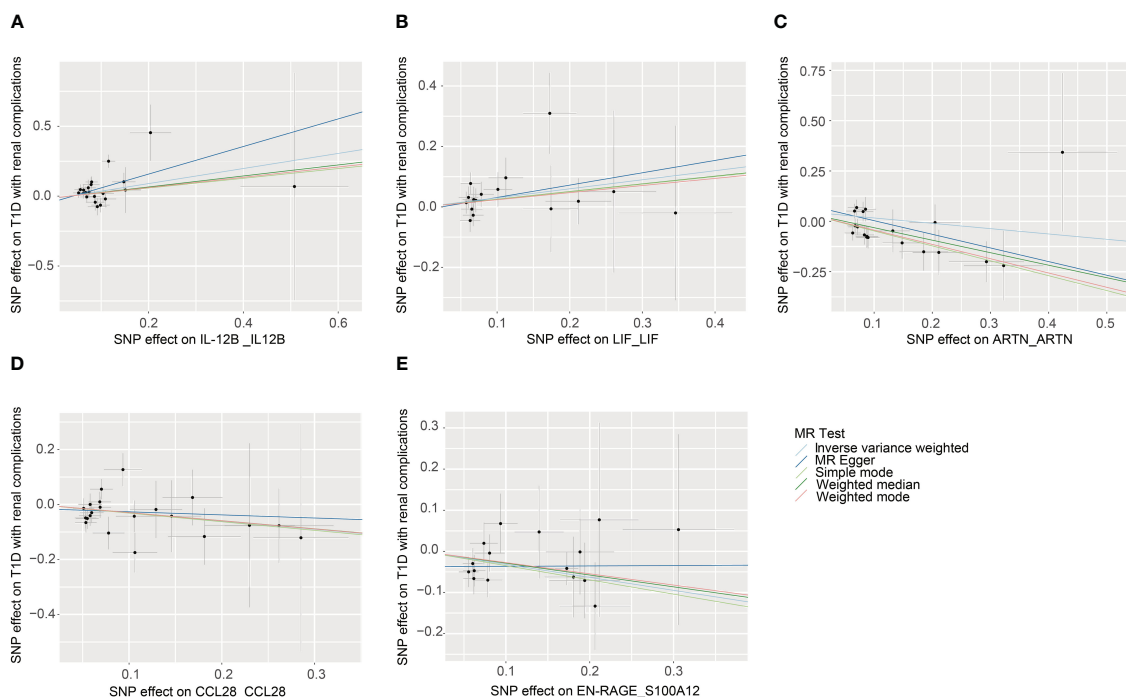 A
SNP effect on T1D with renal complications
0.5
0.0
−0.5
0.2
0.4
0.6
SNP effect on IL-12B _IL12B
B
SNP effect on T1D with renal complications
0.4
0.2
0.0
−0.2
0.1
0.2
0.3
0.4
SNP effect on LIF_LIF
C
SNP effect on T1D with renal complications
0.75
0.50
0.25
0.00
−0.25
0.1
0.2
0.3
0.4
0.5
SNP effect on ARTN_ARTN
D
SNP effect on T1D with renal complications
0.2
0.0
−0.2
−0.4
0.1
0.2
0.3
SNP effect on CCL28_CCL28
E
SNP effect on T1D with renal complications
0.3
0.2
0.1
0.0
−0.1
−0.2
0.1
0.2
0.3
SNP effect on EN-RAGE_S100A12
MR Test
Inverse variance weighted
MR Egger
Simple mode
Weighted median
Weighted mode